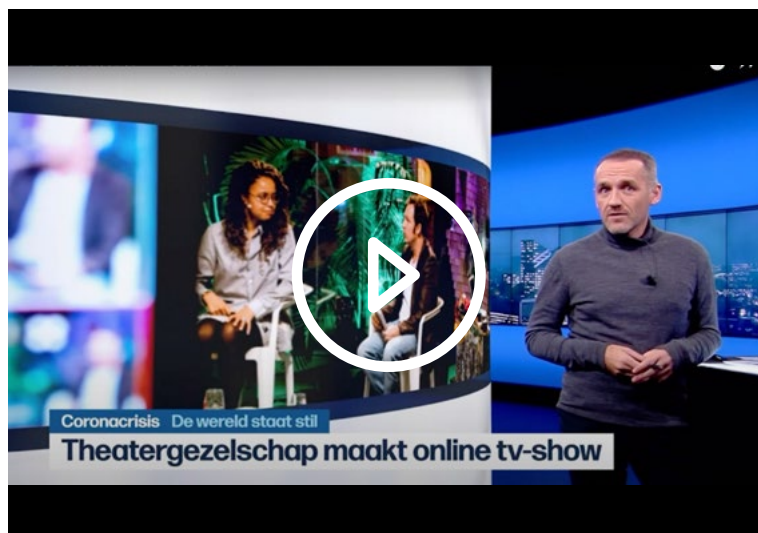 Coronacrisis De wereld staat stil
Theatergezelschap maakt online tv-show